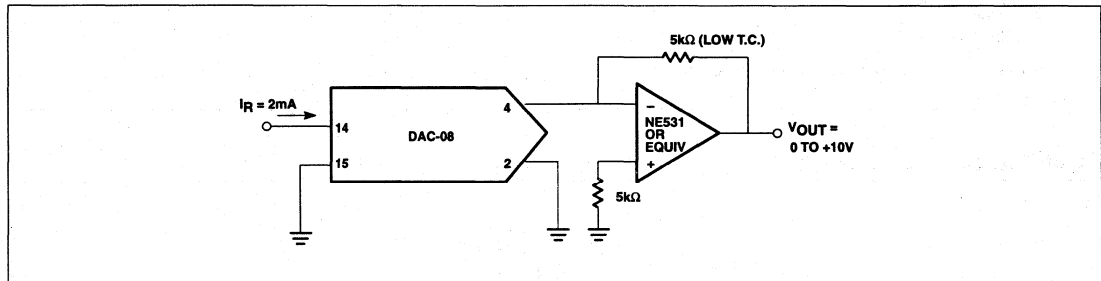 5kΩ (LOW T.C.)
IR = 2mA
14
15
DAC-08
4
2
−
NE531
OR
EQUIV
+
5kΩ
VOUT =
0 TO +10V